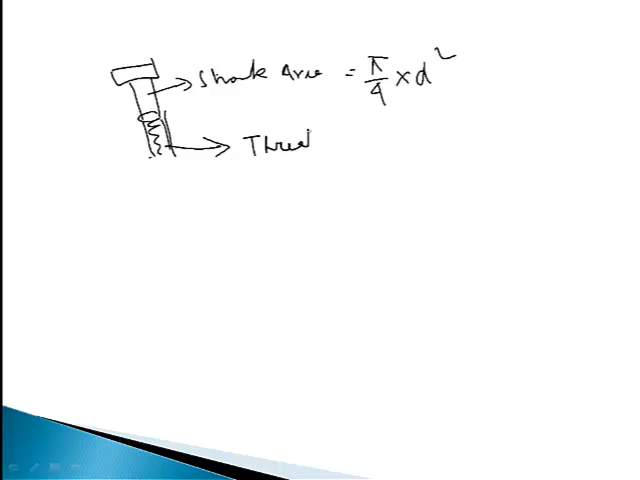 Shank Area = π/4 × d²
Thread